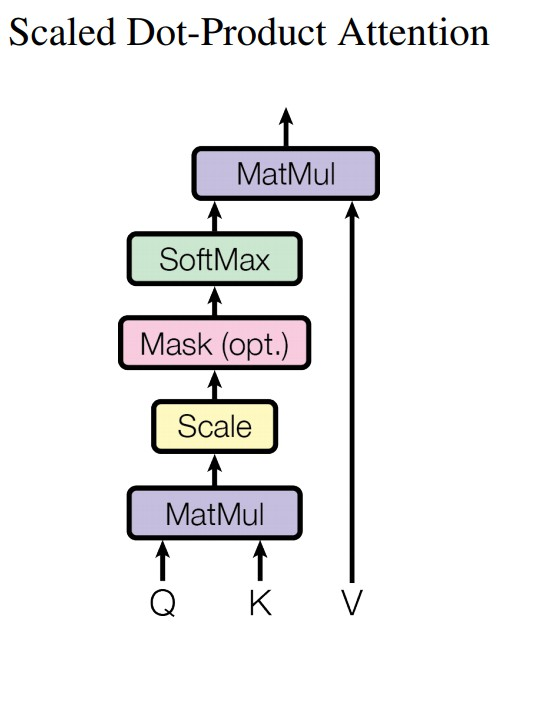 Scaled Dot-Product Attention
MatMul
SoftMax
Mask (opt.)
Scale
MatMul
Q K V